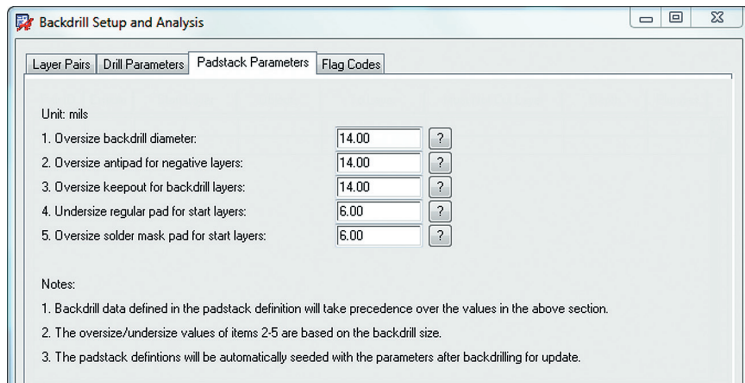 Backdrill Setup and Analysis
Layer Pairs Drill Parameters Padstack Parameters Flag Codes
Unit: mils
1. Oversize backdrill diameter: 14.00 ?
2. Oversize antipad for negative layers: 14.00 ?
3. Oversize keepout for backdrill layers: 14.00 ?
4. Undersize regular pad for start layers: 6.00 ?
5. Oversize solder mask pad for start layers: 6.00 ?
Notes:
1. Backdrill data defined in the padstack definition will take precedence over the values in the above section.
2. The oversize/undersize values of items 2-5 are based on the backdrill size.
3. The padstack defintions will be automatically seeded with the parameters after backdrilling for update.